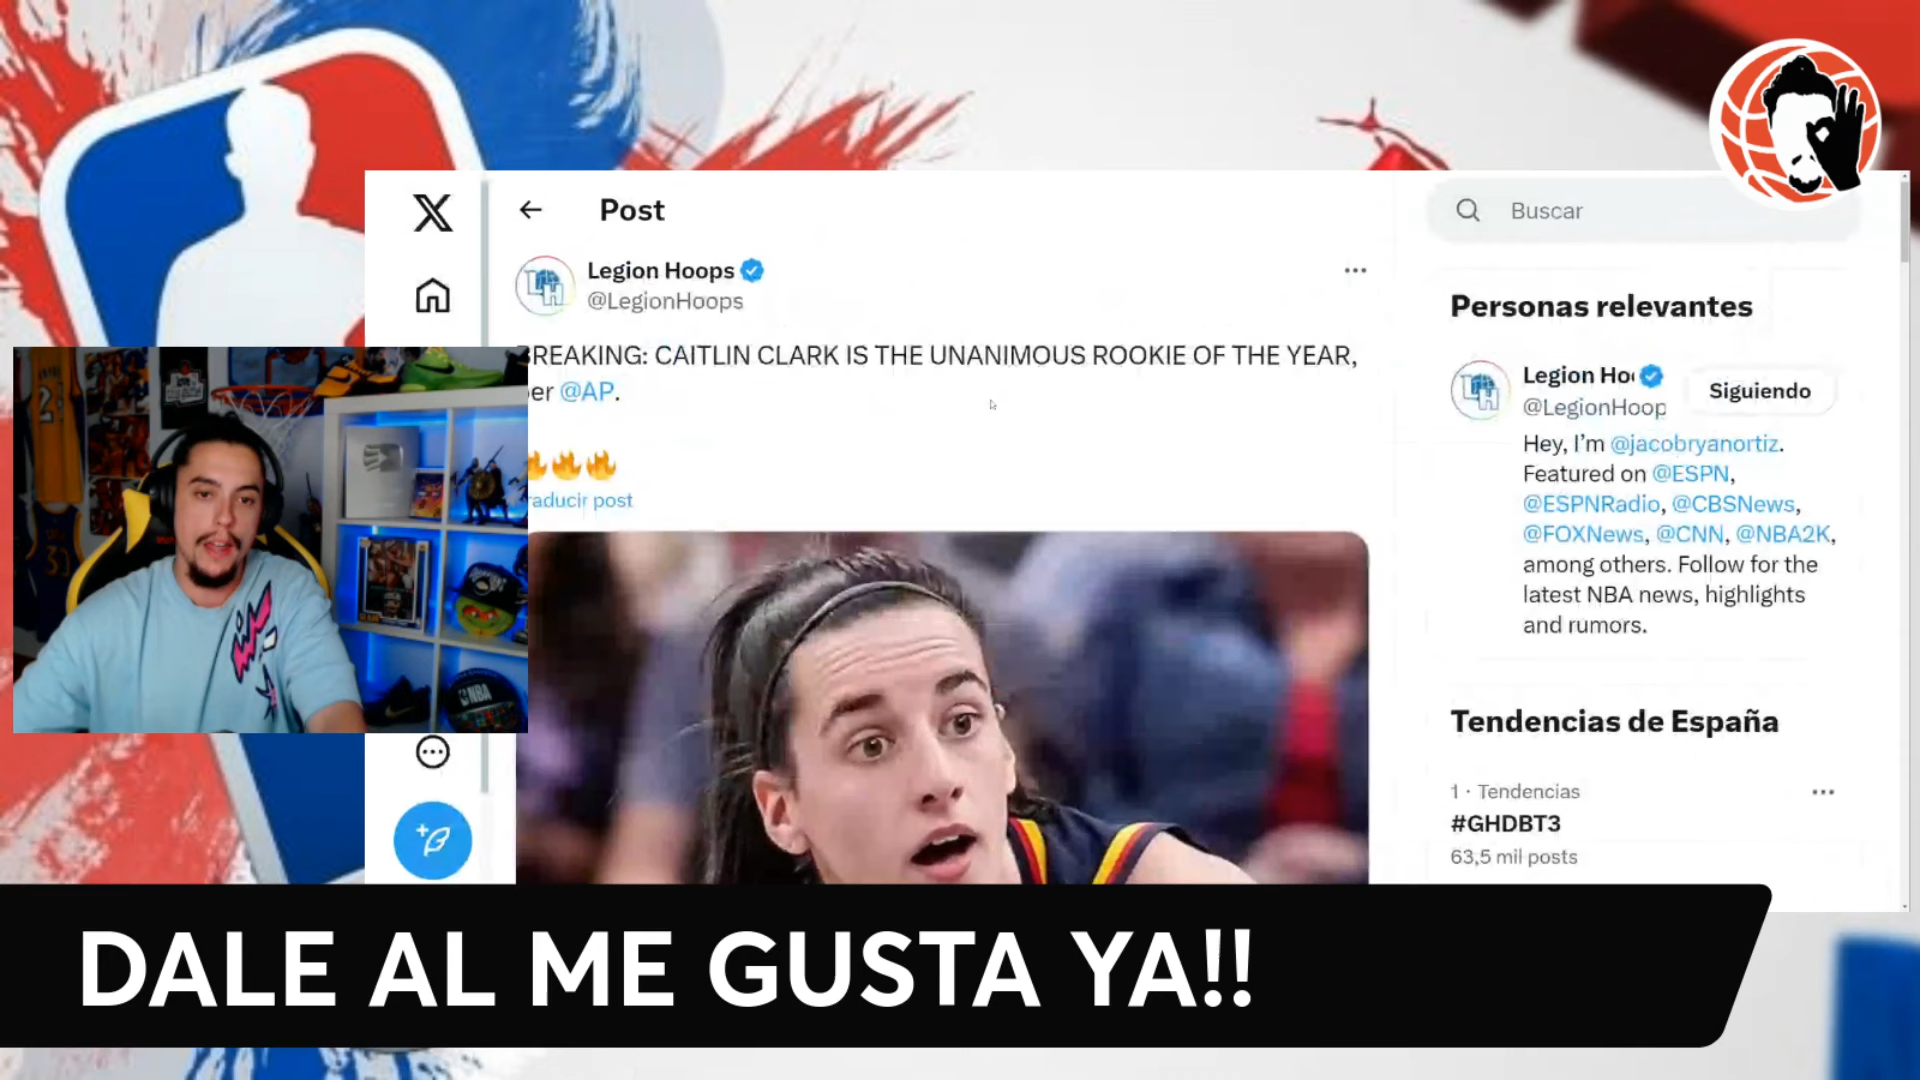 Post
Buscar
Legion Hoops
@LegionHoops
BREAKING: CAITLIN CLARK IS THE UNANIMOUS ROOKIE OF THE YEAR,
er @AP.
raducir post
Personas relevantes
Legion Ho
@LegionHoop
Siguiendo
Hey, I'm @jacobryanortiz.
Featured on @ESPN,
@ESPNRadio, @CBSNews,
@FOXNews, @CNN, @NBA2K,
among others. Follow for the
latest NBA news, highlights
and rumors.
Tendencias de España
1 · Tendencias
#GHDBT3
63,5 mil posts
NBA
DALE AL ME GUSTA YA!!